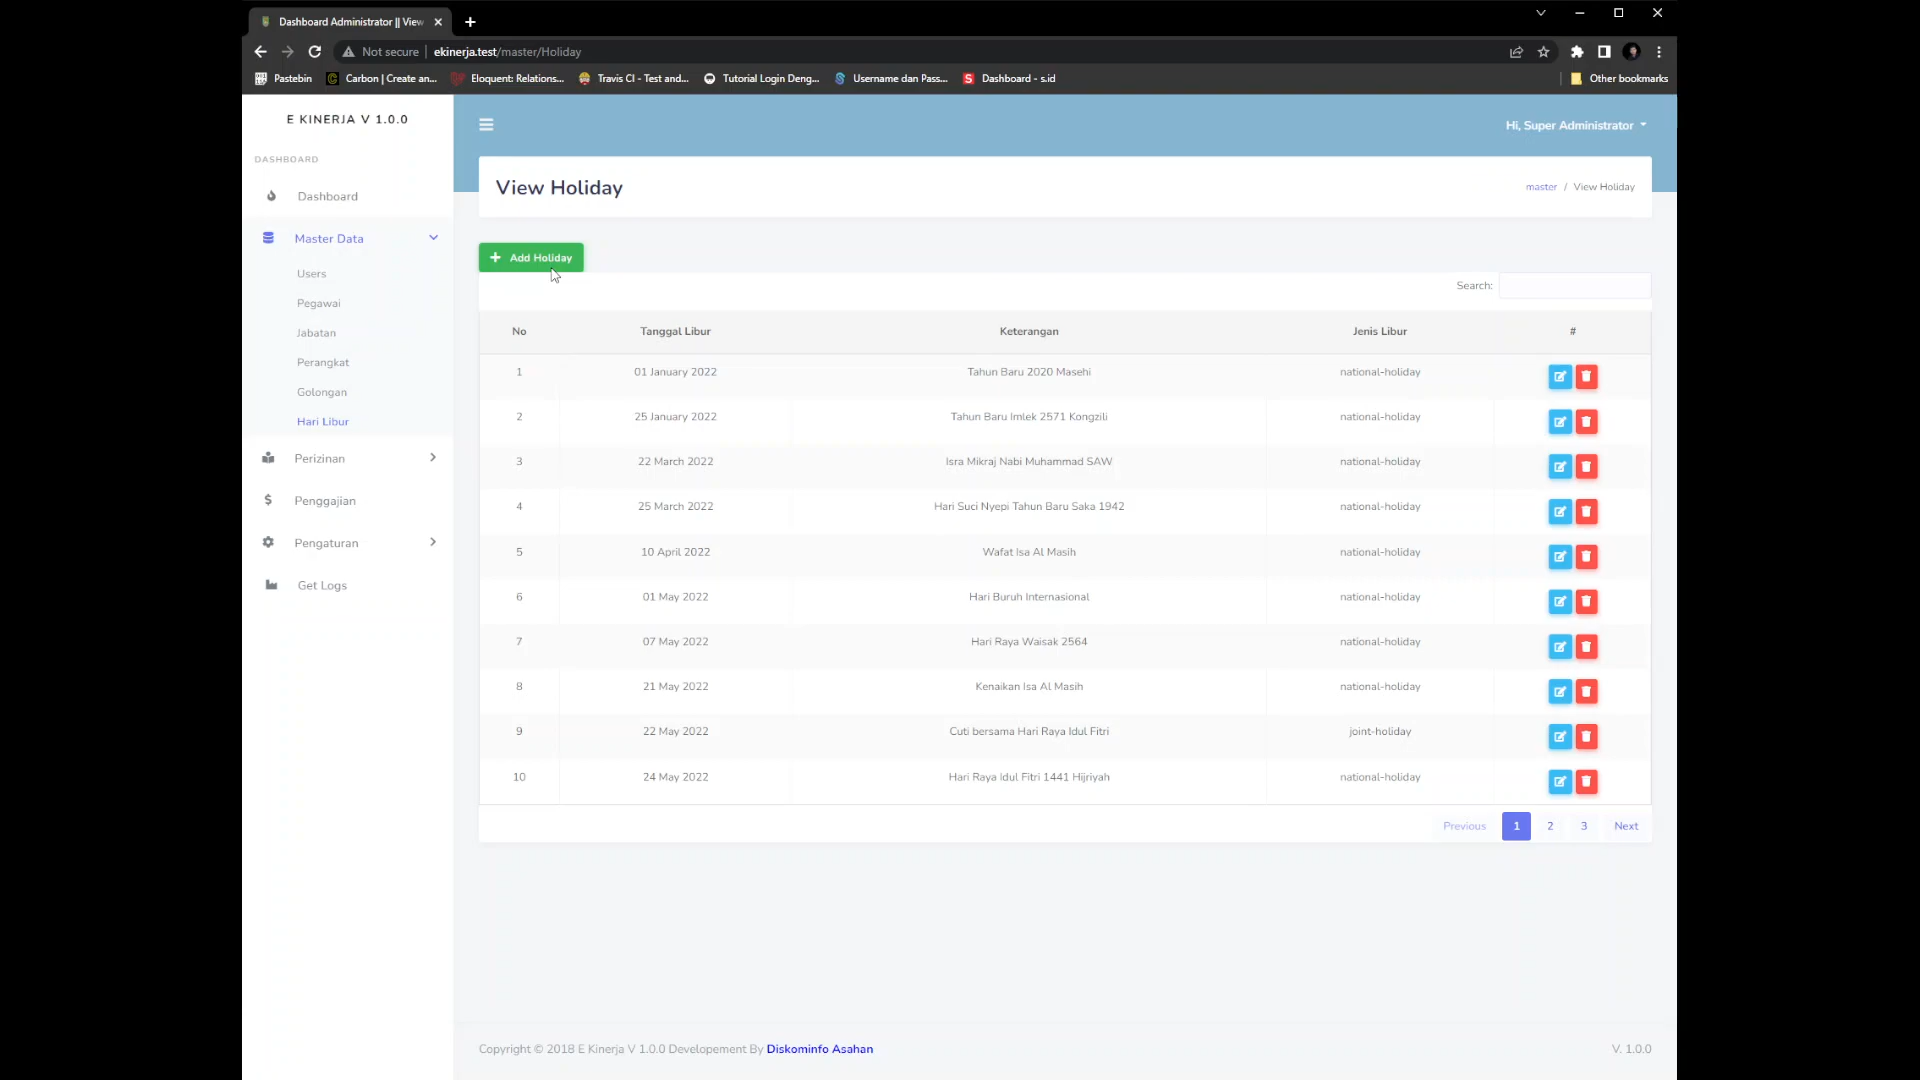 Dashboard Administrator || View
Not secure
ekinerja.test/master/Holiday
Pastebin
Carbon | Create an...
Eloquent: Relations...
Travis CI - Test and...
Tutorial Login Deng...
Username dan Pass...
Dashboard - s.id
Other bookmarks
E KINERJA V 1.0.0
Hi, Super Administrator
DASHBOARD
Dashboard
Master Data
Users
Pegawai
Jabatan
Perangkat
Golongan
Hari Libur
Perizinan
Penggajian
Pengaturan
Get Logs
View Holiday
master / View Holiday
+ Add Holiday
Search:
No Tanggal Libur Keterangan Jenis Libur #
1 01 January 2022 Tahun Baru 2020 Masehi national-holiday
2 25 January 2022 Tahun Baru Imlek 2571 Kongzili national-holiday
3 22 March 2022 Isra Mikraj Nabi Muhammad SAW national-holiday
4 25 March 2022 Hari Suci Nyepi Tahun Baru Saka 1942 national-holiday
5 10 April 2022 Wafat Isa Al Masih national-holiday
6 01 May 2022 Hari Buruh Internasional national-holiday
7 07 May 2022 Hari Raya Waisak 2564 national-holiday
8 21 May 2022 Kenaikan Isa Al Masih national-holiday
9 22 May 2022 Cuti bersama Hari Raya Idul Fitri joint-holiday
10 24 May 2022 Hari Raya Idul Fitri 1441 Hijriyah national-holiday
Previous 1 2 3 Next
Copyright © 2018 E Kinerja V 1.0.0 Developement By Diskominfo Asahan
V. 1.0.0